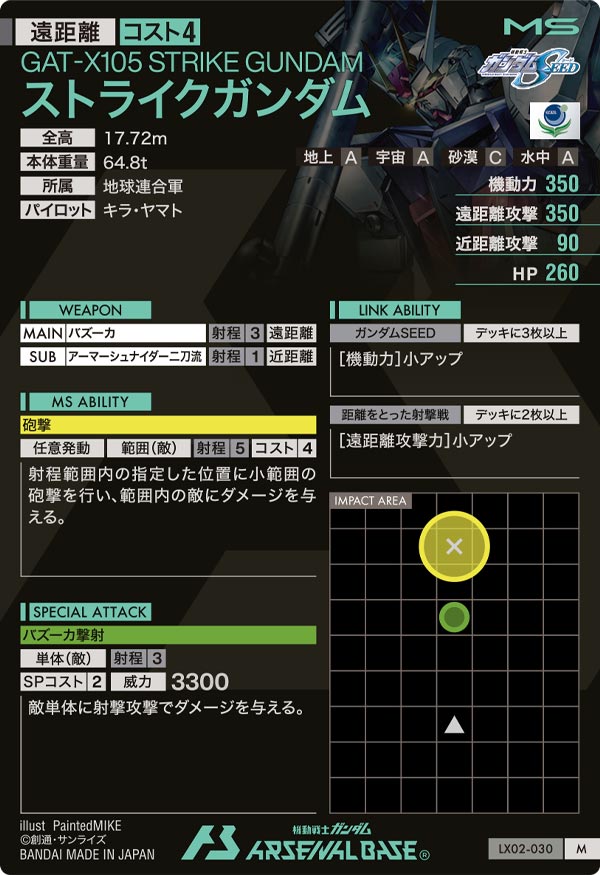 遠距離 コスト4 MS
GAT-X105 STRIKE GUNDAM
ストライクガンダム
機動戦士 ガンダムSEED
全高 17.72m
本体重量 64.8t
所属 地球連合軍
パイロット キラ・ヤマト
地上 A 宇宙 A 砂漠 C 水中 A
機動力 350
遠距離攻撃 350
近距離攻撃 90
HP 260
WEAPON
MAIN バズーカ 射程 3 遠距離
SUB アーマーシュナイダー二刀流 射程 1 近距離
MS ABILITY
砲撃
任意発動 範囲(敵) 射程 5 コスト 4
射程範囲内の指定した位置に小範囲の
砲撃を行い、範囲内の敵にダメージを与
える。
SPECIAL ATTACK
バズーカ撃射
単体(敵) 射程 3
SPコスト 2 威力 3300
敵単体に射撃攻撃でダメージを与える。
LINK ABILITY
ガンダムSEED デッキに3枚以上
[機動力]小アップ
距離をとった射撃戦 デッキに2枚以上
[遠距離攻撃力]小アップ
IMPACT AREA
illust PaintedMIKE
©創通・サンライズ
BANDAI MADE IN JAPAN
機動戦士ガンダム
ARSENAL BASE®
LX02-030 M